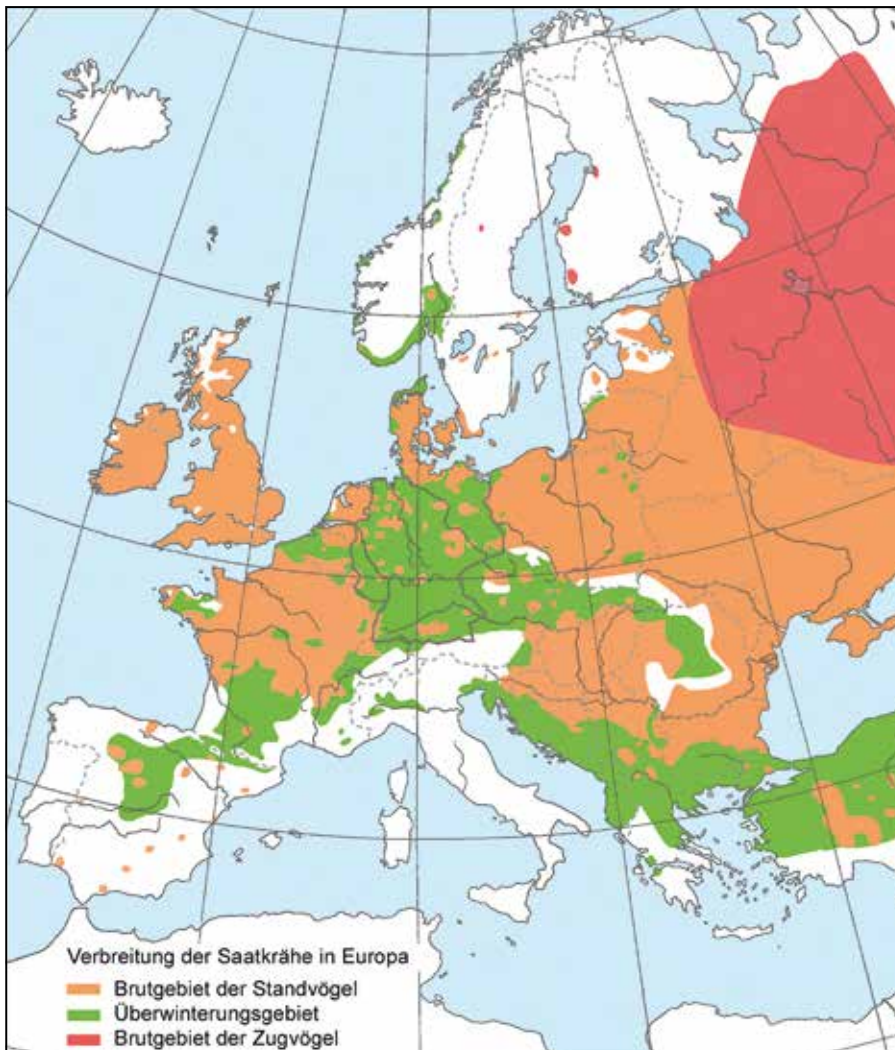 Verbreitung der Saatkrähe in Europa
Brutgebiet der Standvögel
Überwinterungsgebiet
Brutgebiet der Zugvögel